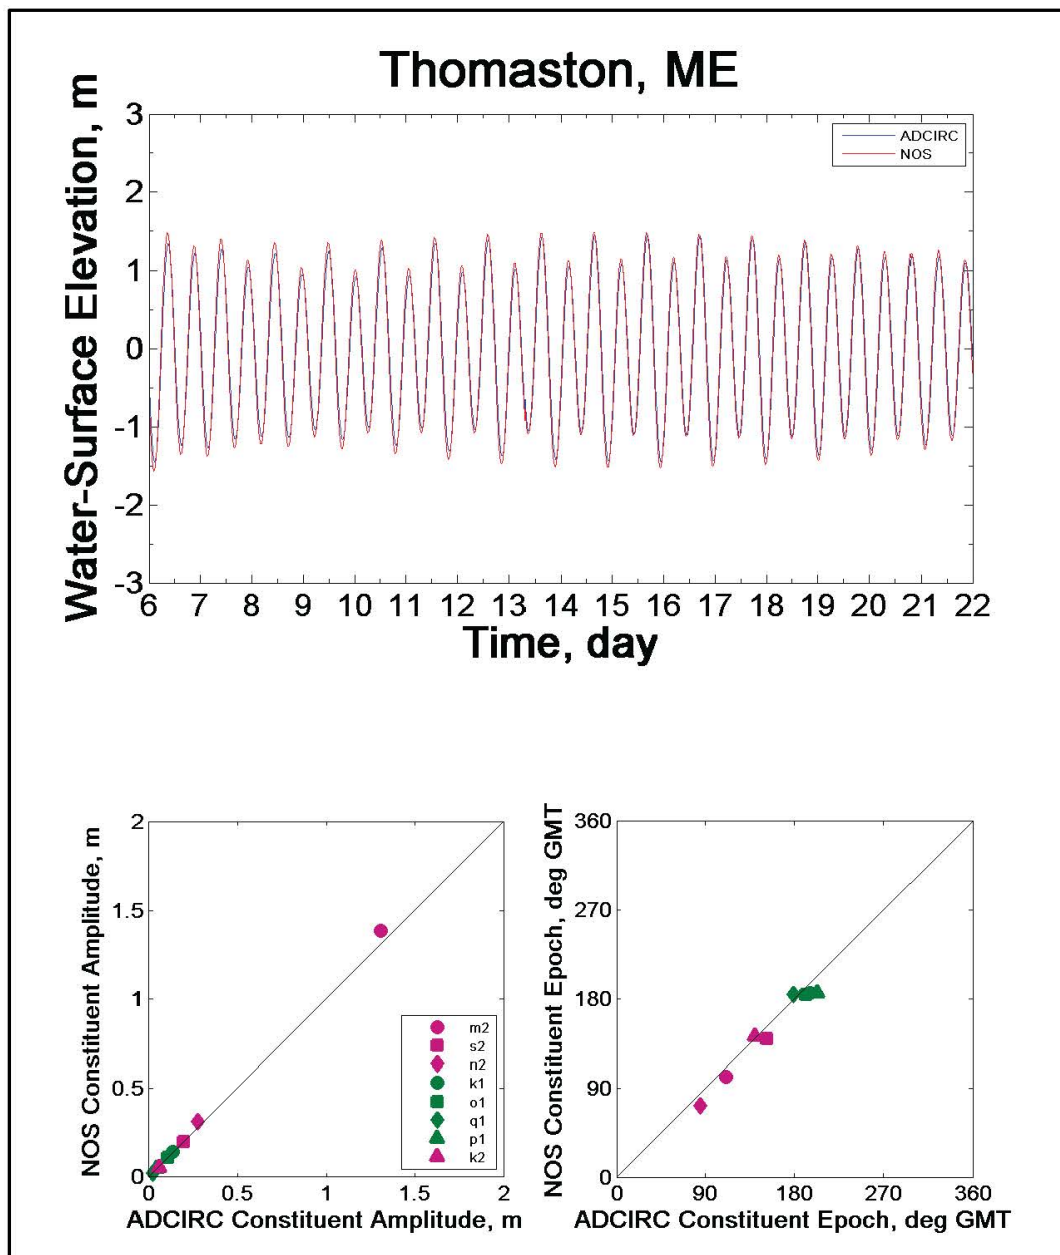 Thomaston, ME
Water-Surface Elevation, m
3
2
1
0
-1
-2
-3
ADCIRC
NOS
6 7 8 9 10 11 12 13 14 15 16 17 18 19 20 21 22
Time, day
NOS Constituent Amplitude, m
2
1.5
1
0.5
0
m2
s2
n2
k1
o1
q1
p1
k2
0 0.5 1 1.5 2
ADCIRC Constituent Amplitude, m
NOS Constituent Epoch, deg GMT
360
270
180
90
0
0 90 180 270 360
ADCIRC Constituent Epoch, deg GMT